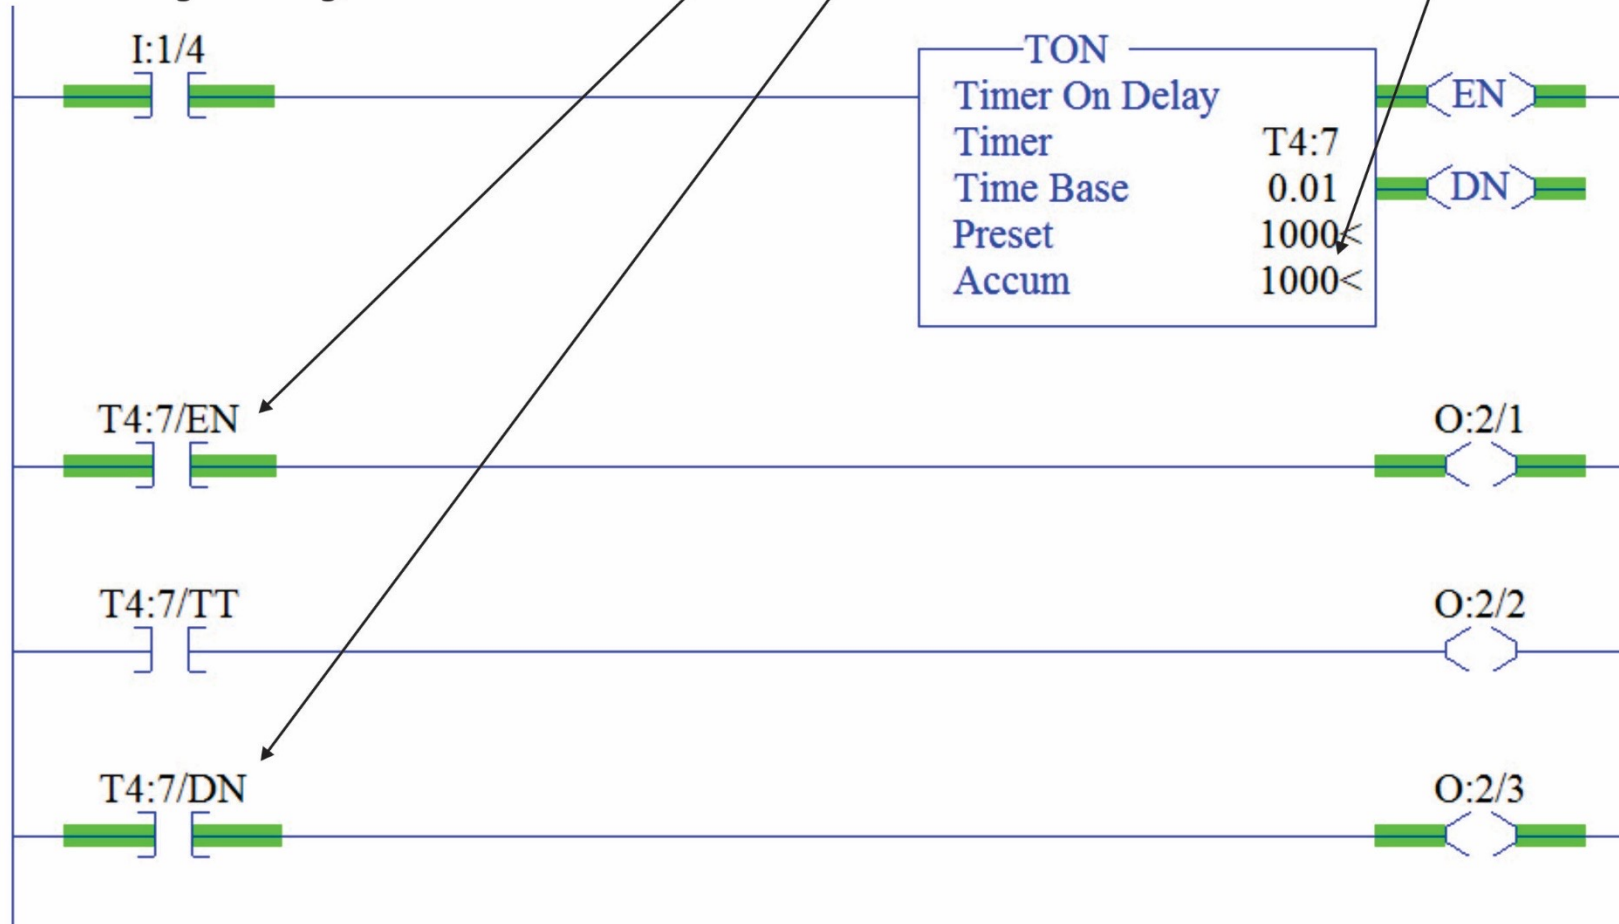 I:1/4
TON
Timer On Delay
EN
Timer T4:7
Time Base 0.01
DN
Preset 1000<
Accum 1000<
T4:7/EN
O:2/1
T4:7/TT
O:2/2
T4:7/DN
O:2/3